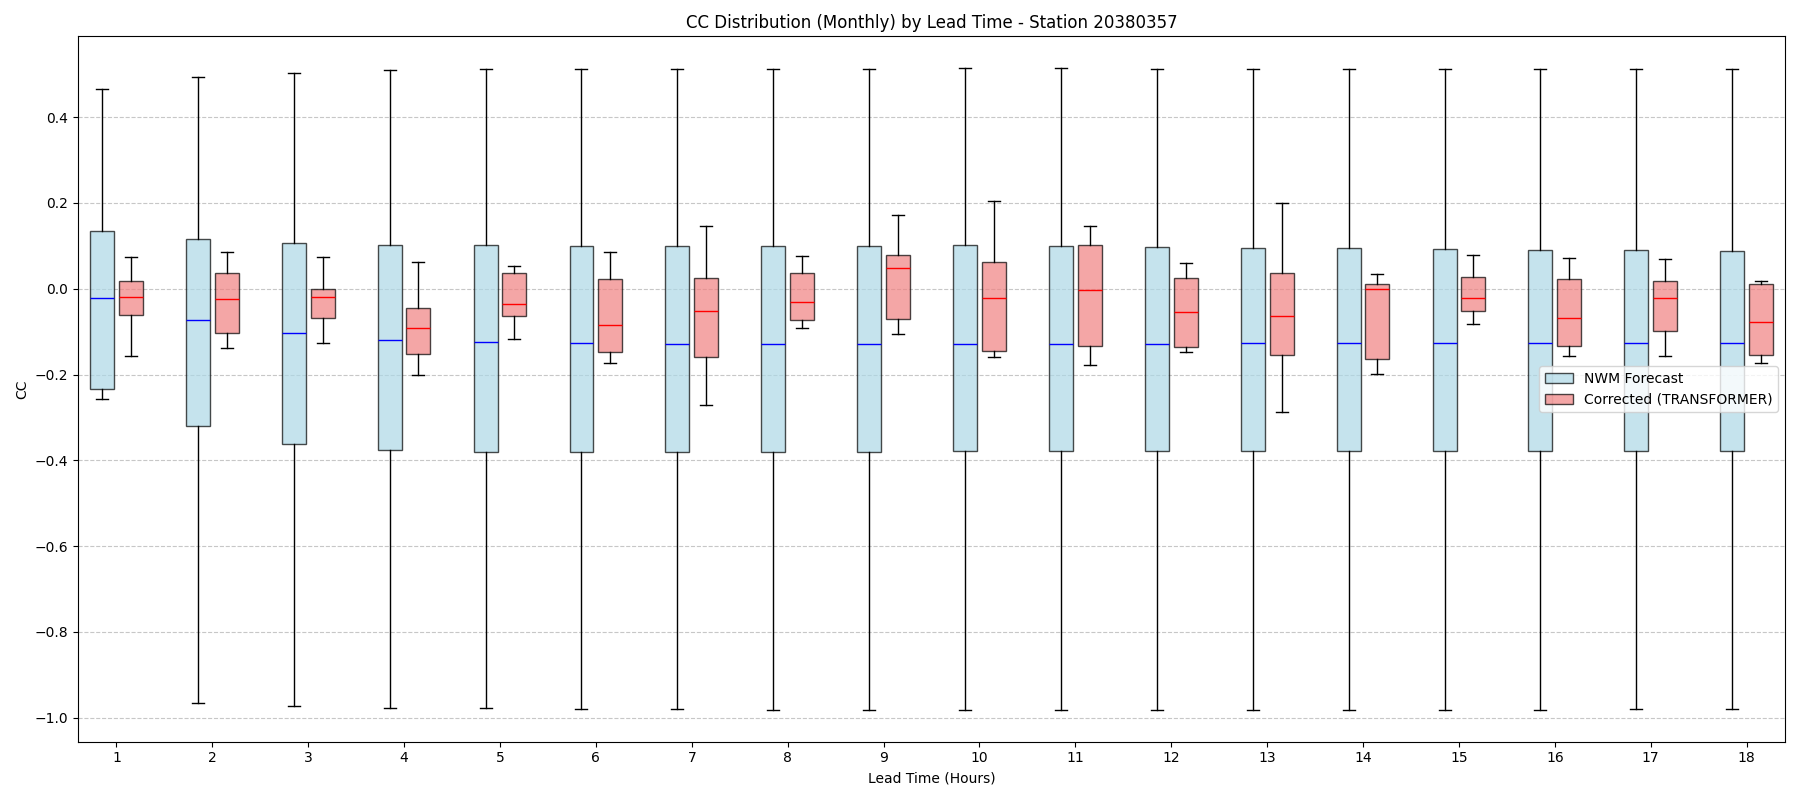 CC Distribution (Monthly) by Lead Time - Station 20380357
CC
0.4
0.2
0.0
−0.2
−0.4
−0.6
−0.8
−1.0
NWM Forecast
Corrected (TRANSFORMER)
1 2 3 4 5 6 7 8 9 10 11 12 13 14 15 16 17 18
Lead Time (Hours)